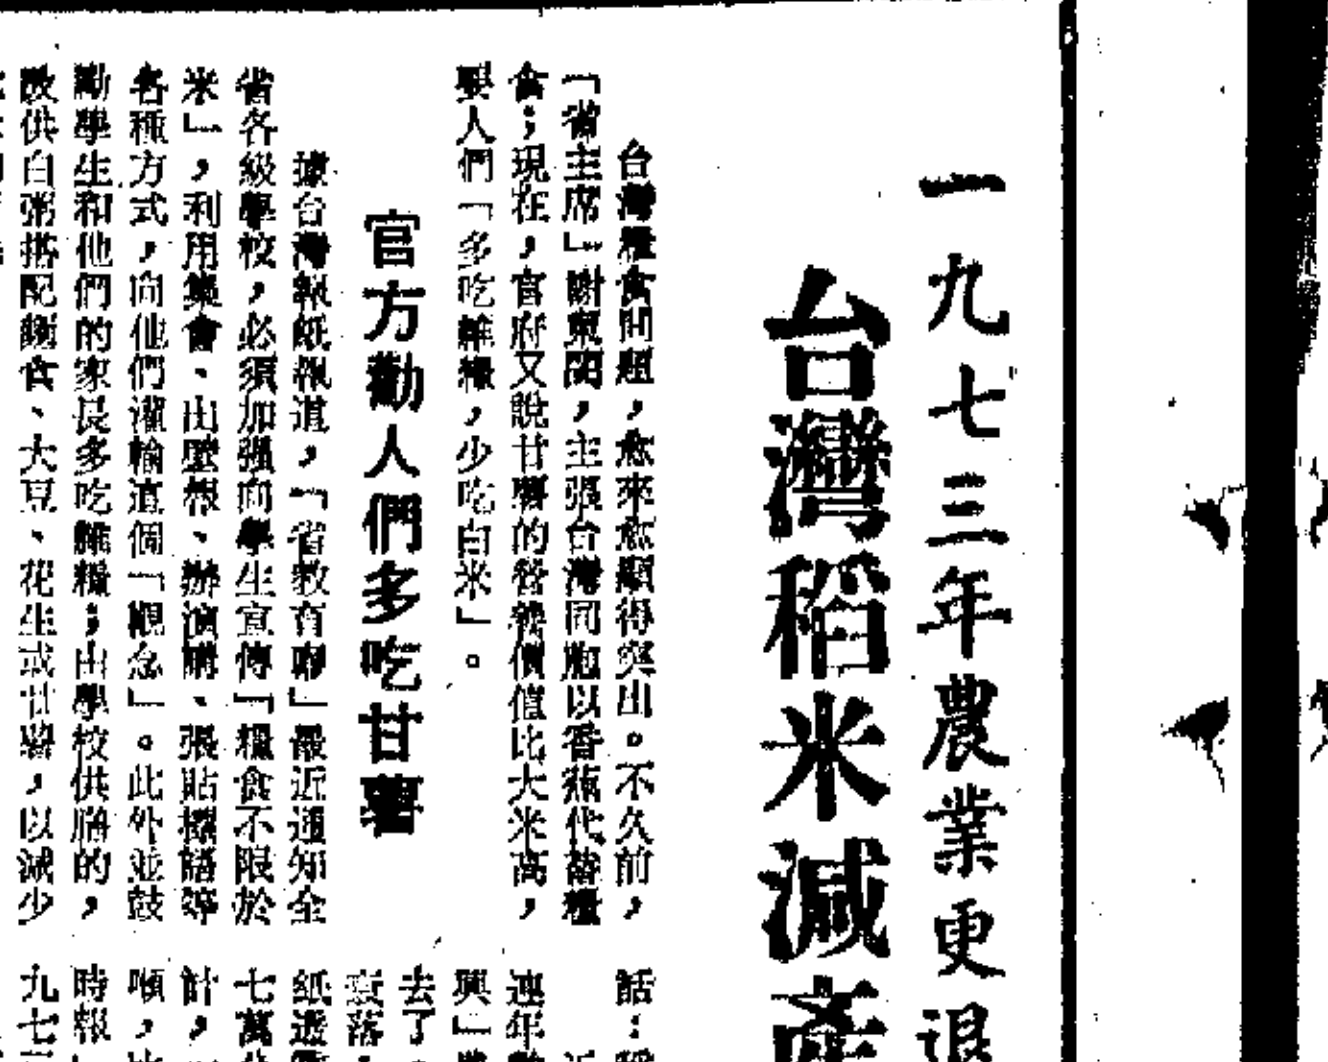 一九七三年農業更退
台灣稻米減產
台灣糧食問題，愈來愈顯得突出。不久前，
「省主席」謝東閔，主張台灣同胞以香蕉代替糧
食；現在，官府又說甘薯的營養價值比大米高，
要人們「多吃雜糧，少吃白米」。
官方勸人們多吃甘薯
據台灣報紙報道，「省教育廳」最近通知全
省各級學校，必須加强向學生宣傳「糧食不限於
米」，利用集會、出壁報、辦演講、張貼標語等
各種方式，向他們灌輸這個「觀念」。此外並鼓
勵學生和他們的家長多吃雜糧；由學校供膳的，
設供白粥搭配麵食、大豆、花生或甘薯，以減少
話：
連年
興」
去了。
衰落，
紙透
七萬
計，
噸，
時報
九七